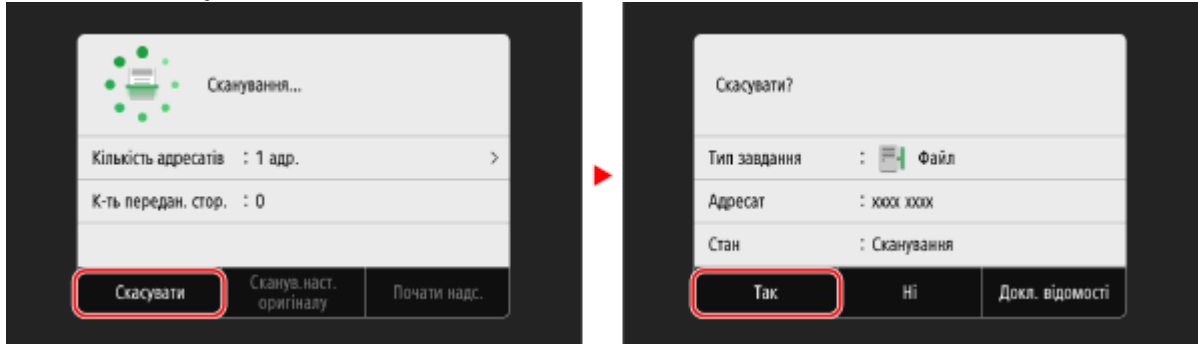 Сканування...
Кількість адресатів : 1 адр. >
К-ть передан. стор. : 0
Скасувати
Сканув.наст.
оригіналу
Почати надс.
Скасувати?
Тип завдання : Файл
Адресат : xxxx xxxx
Стан : Сканування
Так
Ні
Докл. відомості